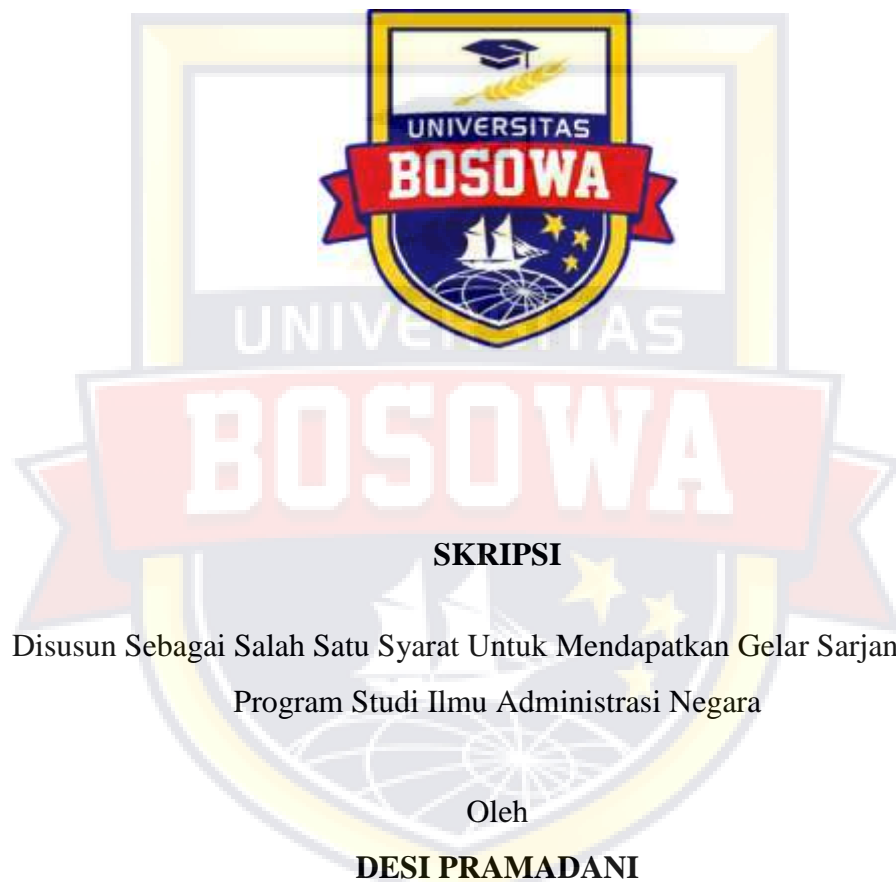 UNIVERSITAS
BOSOWA
UNIVERSITAS
BOSOWA
SKRIPSI
Disusun Sebagai Salah Satu Syarat Untuk Mendapatkan Gelar Sarjan
Program Studi Ilmu Administrasi Negara
Oleh
DESI PRAMADANI